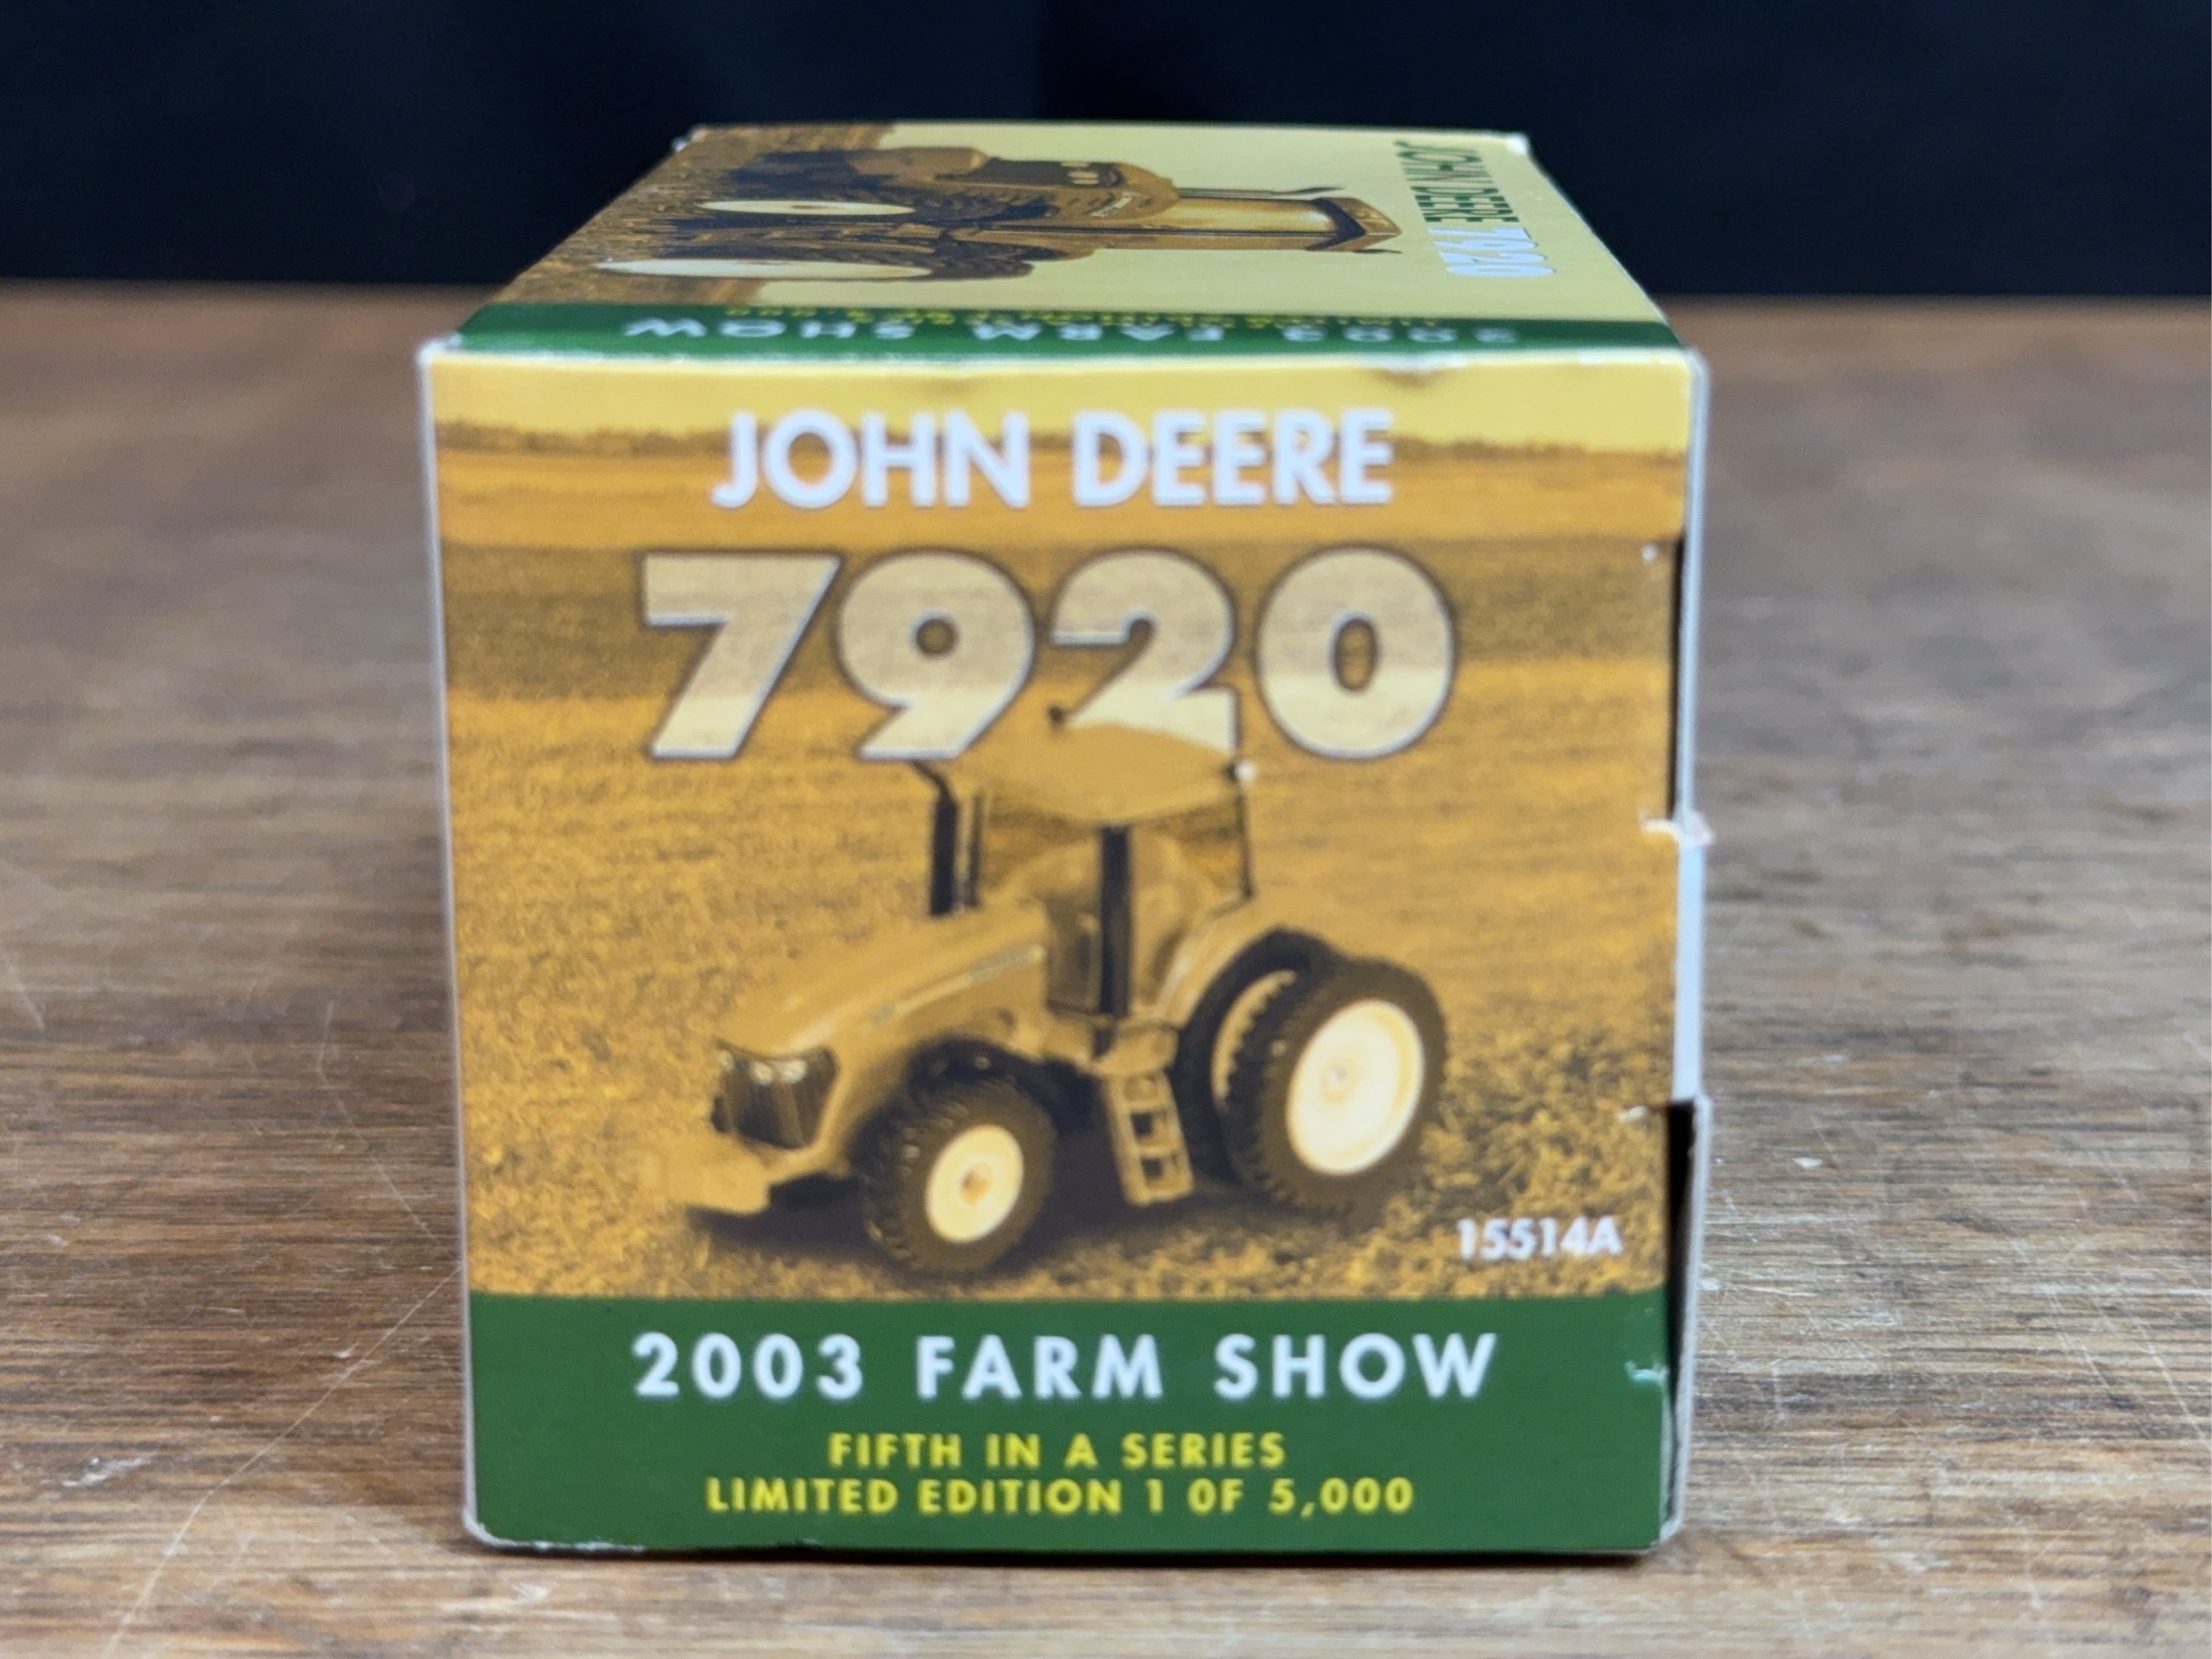 JOHN DEERE 7920
2003 FARM SHOW
JOHN DEERE
7920
15514A
2003 FARM SHOW
FIFTH IN A SERIES
LIMITED EDITION 1 OF 5,000